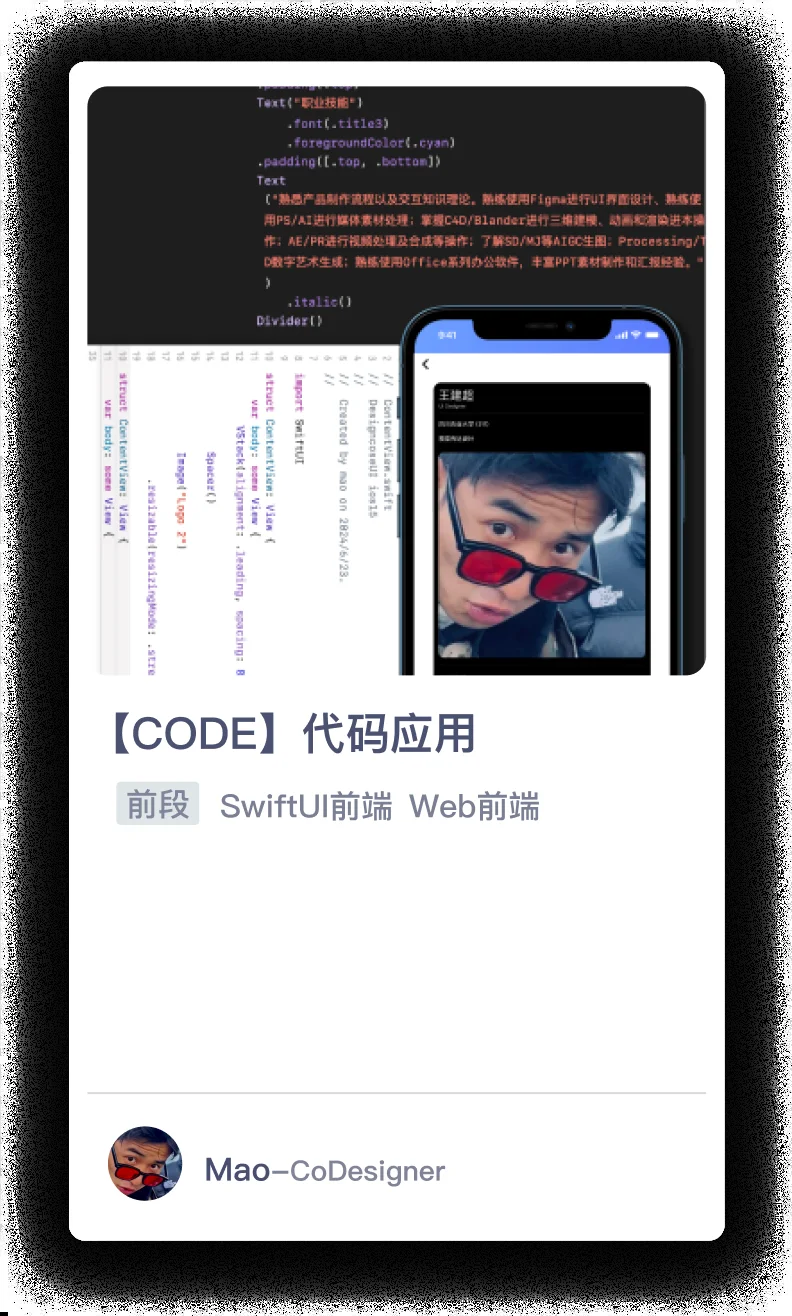 Text("职业技能")
.font(.title3)
.foregroundColor(.cyan)
.padding([.top, .bottom])
Text
("熟悉产品制作流程以及交互知识理论。熟练使用Figma进行UI界面设计、熟练使
用PS/AI进行媒体素材处理；掌握C4D/Blander进行三维建模、动画和渲染进本操
作；AE/PR进行视频处理及合成等操作；了解SD/MJ等AIGC生图；Processing/T
D数字艺术生成；熟练使用Office系列办公软件，丰富PPT素材制作和汇报经验。"
)
.italic()
Divider()
// ContentView.swift
// DesigncodeUI ios15
//
// Created by mao on 2024/6/23.
//
import SwiftUI
struct ContentView: View {
var body: some View {
VStack(alignment: .leading, spacing: 8
Spacer()
Image("Logo 2")
.resizable(resizingMode: .stre
struct ContentView: View {
var body: some View {
9:41
王建超
UI Designer
【CODE】代码应用
前段 SwiftUI前端 Web前端
Mao-CoDesigner